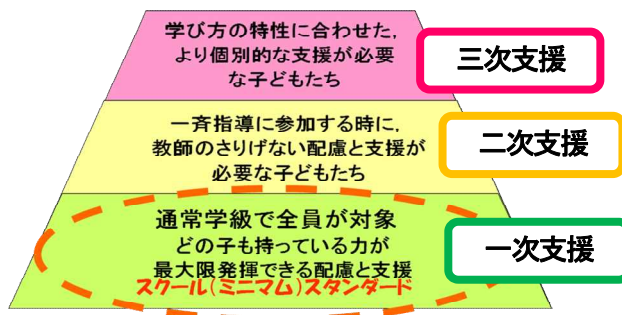 学び方の特性に合わせた，
より個別的な支援が必要
な子どもたち
三次支援
一斉指導に参加する時に，
教師のさりげない配慮と支援が
必要な子どもたち
二次支援
通常学級で全員が対象
どの子も持っている力が
最大限発揮できる配慮と支援
スクール（ミニマム）スタンダード
一次支援